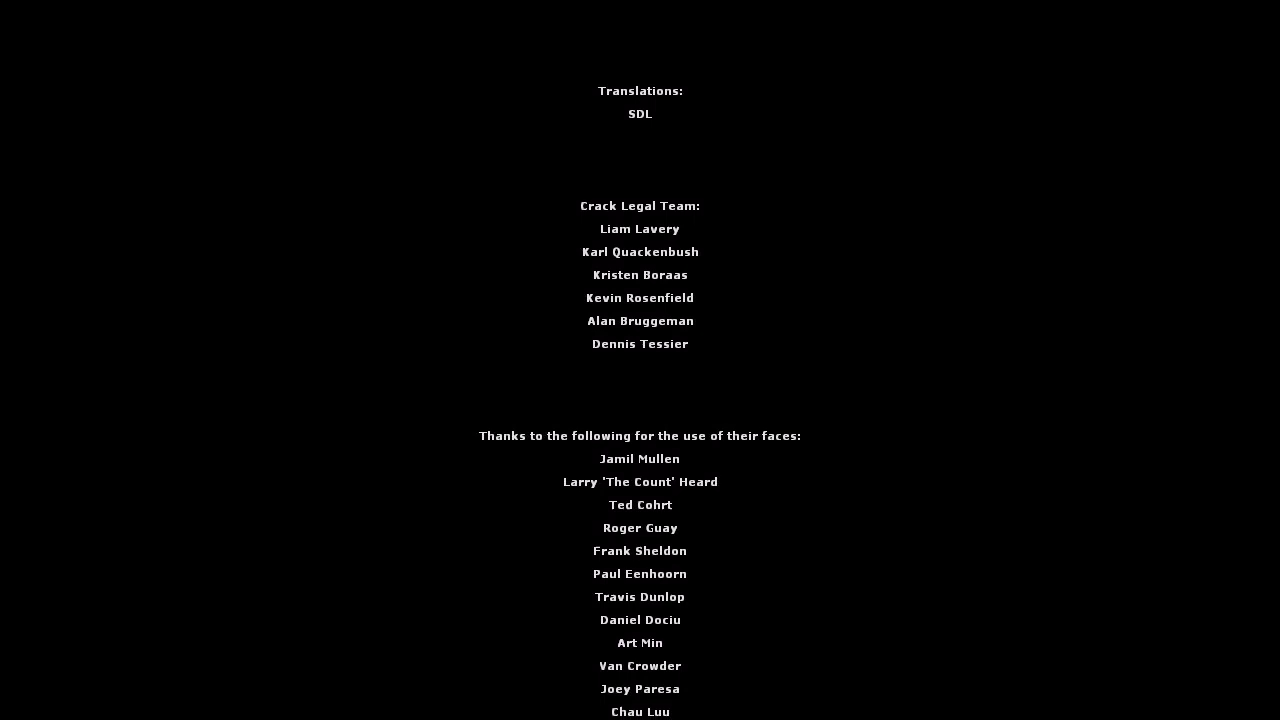 Translations:
SDL
Crack Legal Team:
Liam Lavery
Karl Quackenbush
Kristen Boraas
Kevin Rosenfield
Alan Bruggeman
Dennis Tessier
Thanks to the following for the use of their faces:
Jamil Mullen
Larry 'The Count' Heard
Ted Cohrt
Roger Guay
Frank Sheldon
Paul Eenhoorn
Travis Dunlop
Daniel Dociu
Art Min
Van Crowder
Joey Paresa
Chau Luu